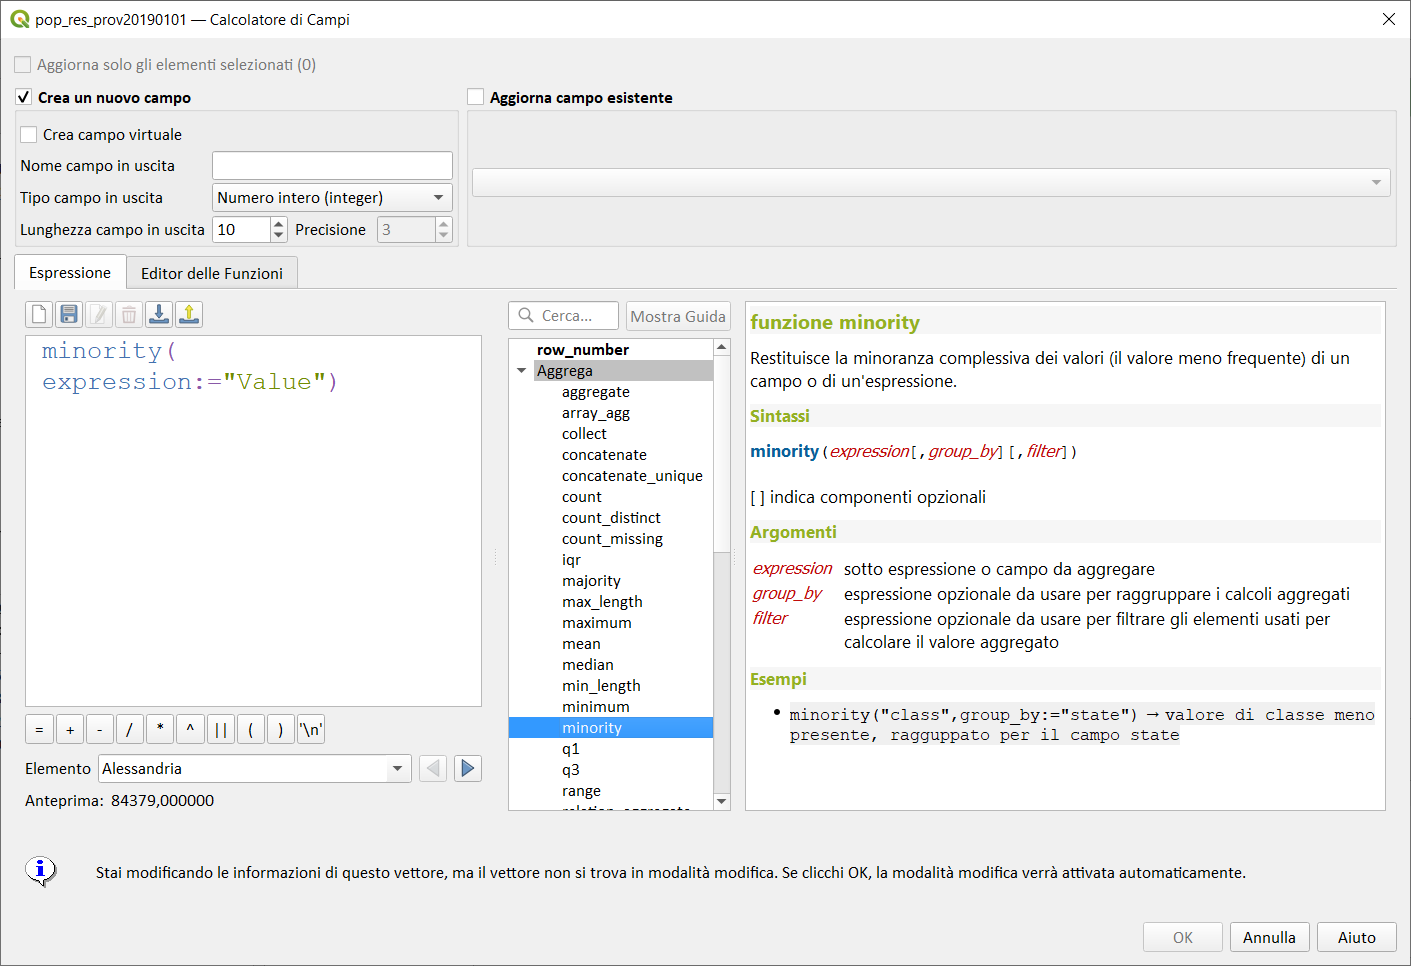 pop_res_prov20190101 — Calcolatore di Campi
Aggiorna solo gli elementi selezionati (0)
Crea un nuovo campo
Aggiorna campo esistente
Crea campo virtuale
Nome campo in uscita
Tipo campo in uscita
Numero intero (integer)
Lunghezza campo in uscita
10
Precisione
3
Espressione
Editor delle Funzioni
minority(
expression:="Value")
=
+
-
/
*
^
||
(
)
'\n'
Elemento
Alessandria
Anteprima: 84379,000000
Cerca...
Mostra Guida
row_number
Aggrega
aggregate
array_agg
collect
concatenate
concatenate_unique
count
count_distinct
count_missing
iqr
majority
max_length
maximum
mean
median
min_length
minimum
minority
q1
q3
range
relation_aggregate
funzione minority
Restituisce la minoranza complessiva dei valori (il valore meno frequente) di un
campo o di un'espressione.
Sintassi
minority(expression[,group_by][,filter])
[ ] indica componenti opzionali
Argomenti
expression sotto espressione o campo da aggregare
group_by espressione opzionale da usare per raggruppare i calcoli aggregati
filter espressione opzionale da usare per filtrare gli elementi usati per
calcolare il valore aggregato
Esempi
• minority("class",group_by:="state") → valore di classe meno
presente, ragguppato per il campo state
Stai modificando le informazioni di questo vettore, ma il vettore non si trova in modalità modifica. Se clicchi OK, la modalità modifica verrà attivata automaticamente.
OK
Annulla
Aiuto